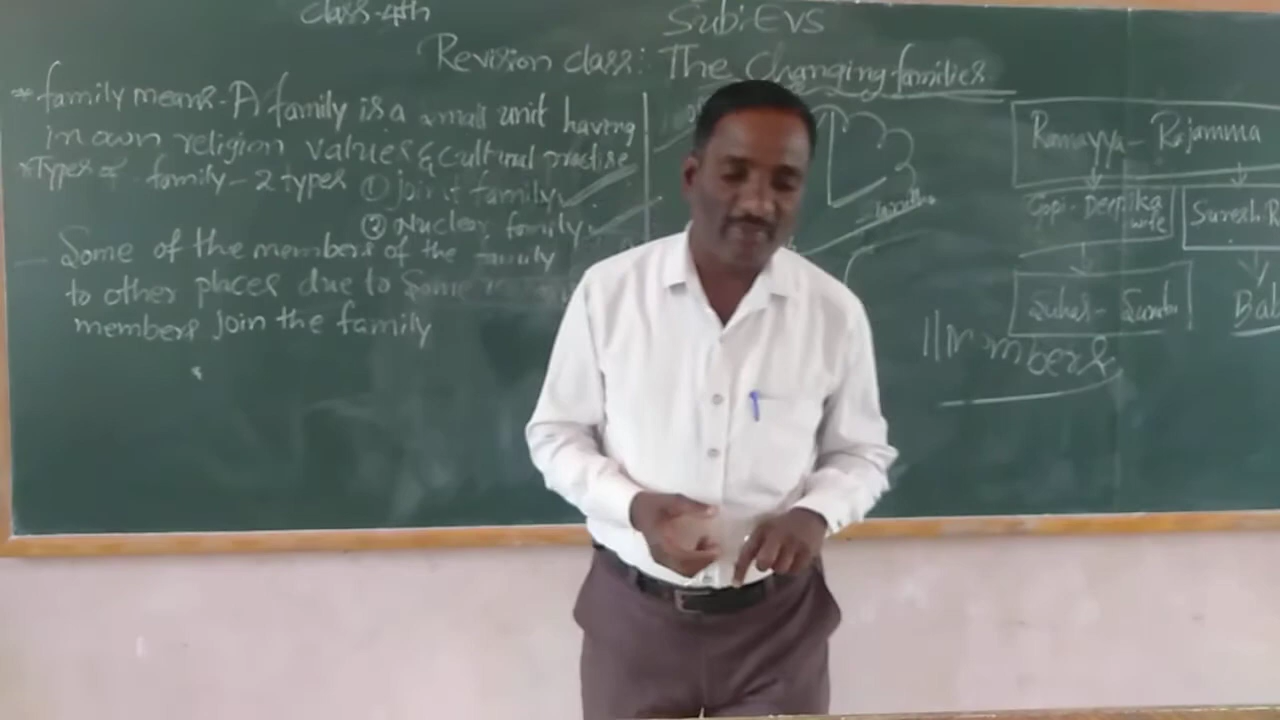 class-4th
Sub: EVS
Revision class: The Changing families
* family means - A family is a small unit having
in own religion values & cultural practise
* Types of family - 2 types ① joint family
② Nuclear family
Some of the members of the family
to other places due to Some
members join the family
Ramayya - Rajamma
Gopi - Deepika
wife
Suresh - R
Suhas -
Bal
11 members